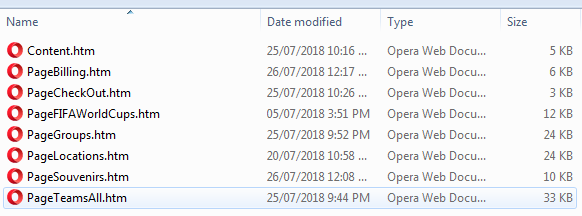 Name Date modified Type Size
Content.htm 25/07/2018 10:16 ... Opera Web Docu... 5 KB
PageBilling.htm 26/07/2018 12:17 ... Opera Web Docu... 6 KB
PageCheckOut.htm 25/07/2018 10:26 ... Opera Web Docu... 3 KB
PageFIFAWorldCups.htm 05/07/2018 3:51 PM Opera Web Docu... 12 KB
PageGroups.htm 25/07/2018 9:52 PM Opera Web Docu... 24 KB
PageLocations.htm 20/07/2018 10:58 ... Opera Web Docu... 24 KB
PageSouvenirs.htm 26/07/2018 12:08 ... Opera Web Docu... 10 KB
PageTeamsAll.htm 25/07/2018 9:44 PM Opera Web Docu... 33 KB